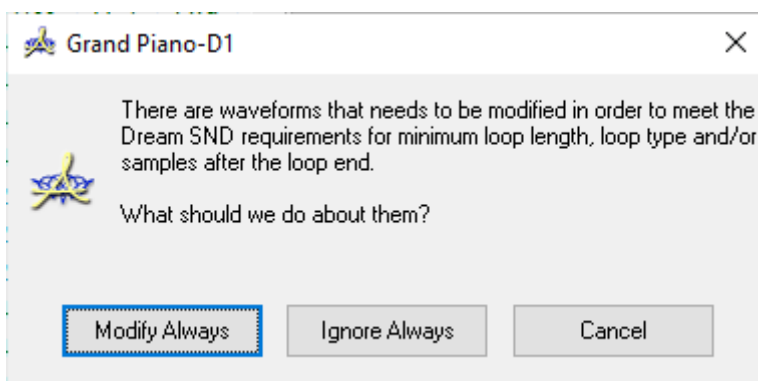 Grand Piano-D1
There are waveforms that needs to be modified in order to meet the
Dream SND requirements for minimum loop length, loop type and/or
samples after the loop end.
What should we do about them?
Modify Always
Ignore Always
Cancel